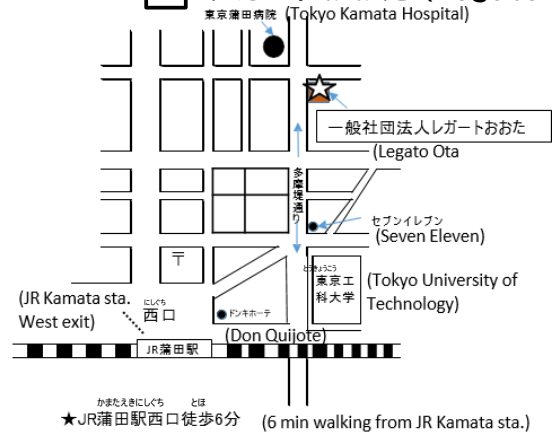 東京蒲田病院 (Tokyo Kamata Hospital)
一般社団法人レガートおおた
(Legato Ota
多摩堤通り
セブンイレブン
(Seven Eleven)
〒
とうきょうこう
東京工
科大学
(Tokyo University of
Technology)
(JR Kamata sta.
West exit)
にしぐち
西口
ドンキホーテ
(Don Quijote)
JR蒲田駅
かまたえきにしぐち とほ
★JR蒲田駅西口徒歩6分 (6 min walking from JR Kamata sta.)